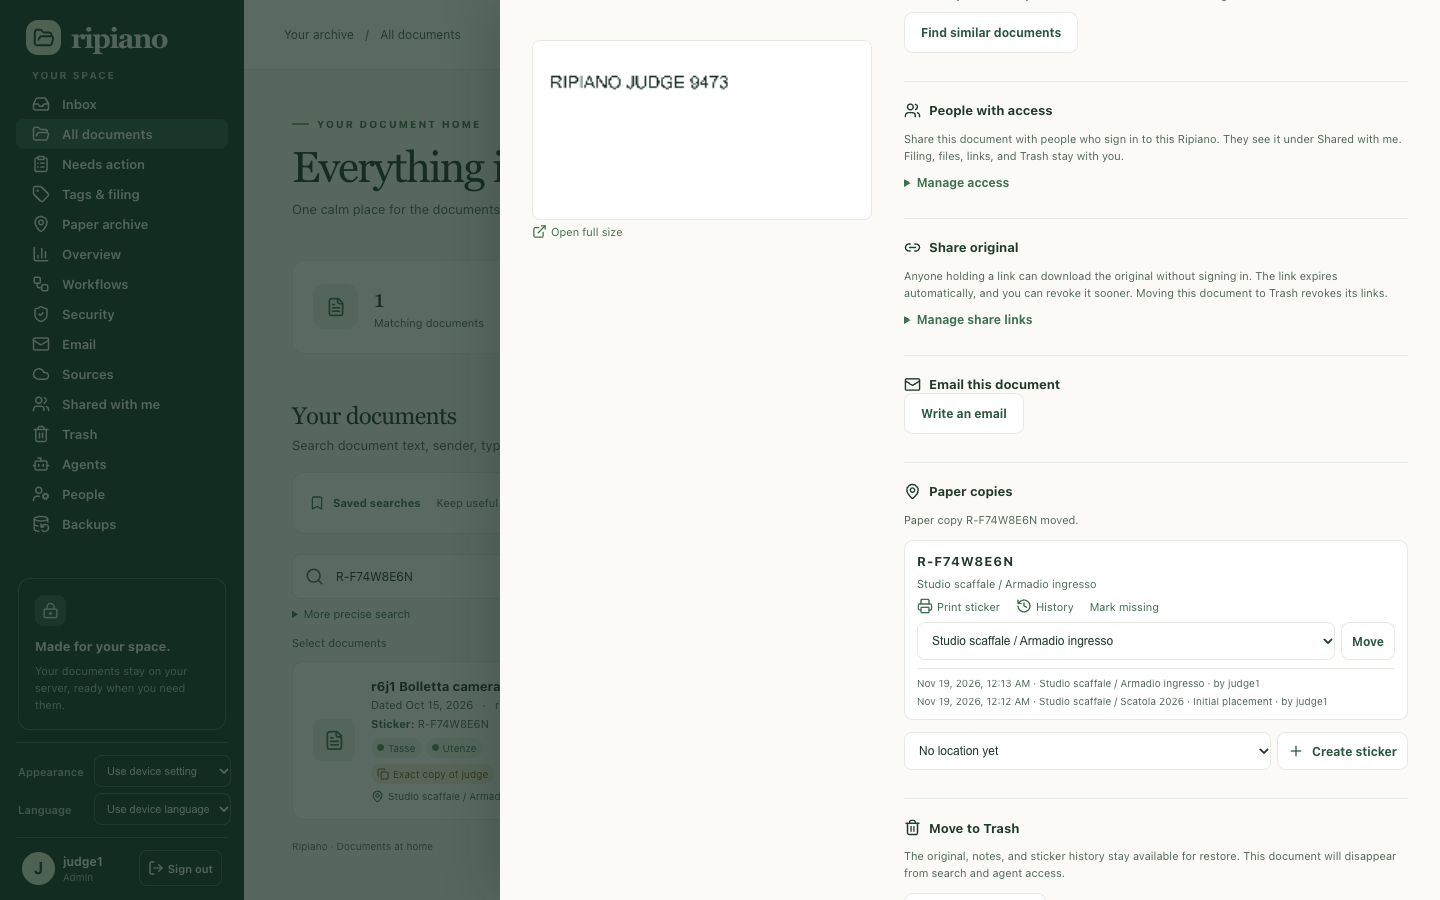 ripiano
YOUR SPACE
Inbox
All documents
Needs action
Tags & filing
Paper archive
Overview
Workflows
Security
Email
Sources
Shared with me
Trash
Agents
People
Backups
Made for your space.
Your documents stay on your
server, ready when you need
them.
Appearance
Use device setting
Language
Use device language
J
judge1
Admin
Sign out
Your archive / All documents
YOUR DOCUMENT HOME
Everything i
One calm place for the documents
1
Matching documents
Your documents
Search document text, sender, typ
Saved searches
Keep useful
R-F74W8E6N
More precise search
Select documents
r6j1 Bolletta camera
Dated Oct 15, 2026 ·
Sticker: R-F74W8E6N
Tasse
Utenze
Exact copy of judge
Studio scaffale / Armad
Ripiano · Documents at home
RIPIANO JUDGE 9473
Open full size
Find similar documents
People with access
Share this document with people who sign in to this Ripiano. They see it under Shared with me.
Filing, files, links, and Trash stay with you.
Manage access
Share original
Anyone holding a link can download the original without signing in. The link expires
automatically, and you can revoke it sooner. Moving this document to Trash revokes its links.
Manage share links
Email this document
Write an email
Paper copies
Paper copy R-F74W8E6N moved.
R-F74W8E6N
Studio scaffale / Armadio ingresso
Print sticker
History
Mark missing
Studio scaffale / Armadio ingresso
Move
Nov 19, 2026, 12:13 AM · Studio scaffale / Armadio ingresso · by judge1
Nov 19, 2026, 12:12 AM · Studio scaffale / Scatola 2026 · Initial placement · by judge1
No location yet
Create sticker
Move to Trash
The original, notes, and sticker history stay available for restore. This document will disappear
from search and agent access.